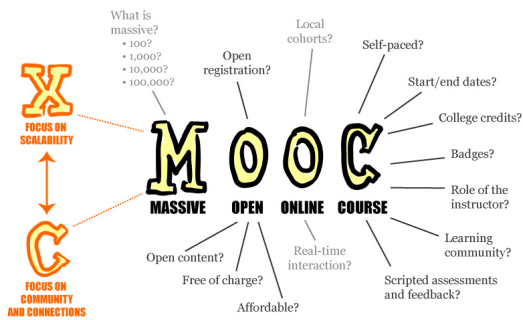 What is
massive?
• 100?
• 1,000?
• 10,000?
• 100,000?
Open
registration?
Local
cohorts?
Self-paced?
Start/end dates?
College credits?
Badges?
Role of the
instructor?
Learning
community?
Scripted assessments
and feedback?
X
FOCUS ON
SCALABILITY
C
FOCUS ON
COMMUNITY
AND CONNECTIONS
MOOC
MASSIVE OPEN ONLINE COURSE
Open content?
Free of charge?
Affordable?
Real-time
interaction?